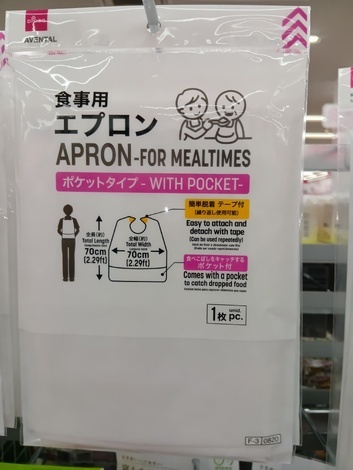 Daiso
AVENTAL
食事用
エプロン
APRON-FOR MEALTIMES
ポケットタイプ - WITH POCKET-
簡単脱着 テープ付
(繰り返し使用可能)
Easy to attach and
detach with tape
(Can be used repeatedly)
全長(約)
Total Length
70cm
(2.29ft)
全幅(約)
Total Width
70cm
(2.29ft)
食べこぼしをキャッチする
ポケット付
Comes with a pocket
to catch dropped food
1枚 pc.
unid.
F-3 0820